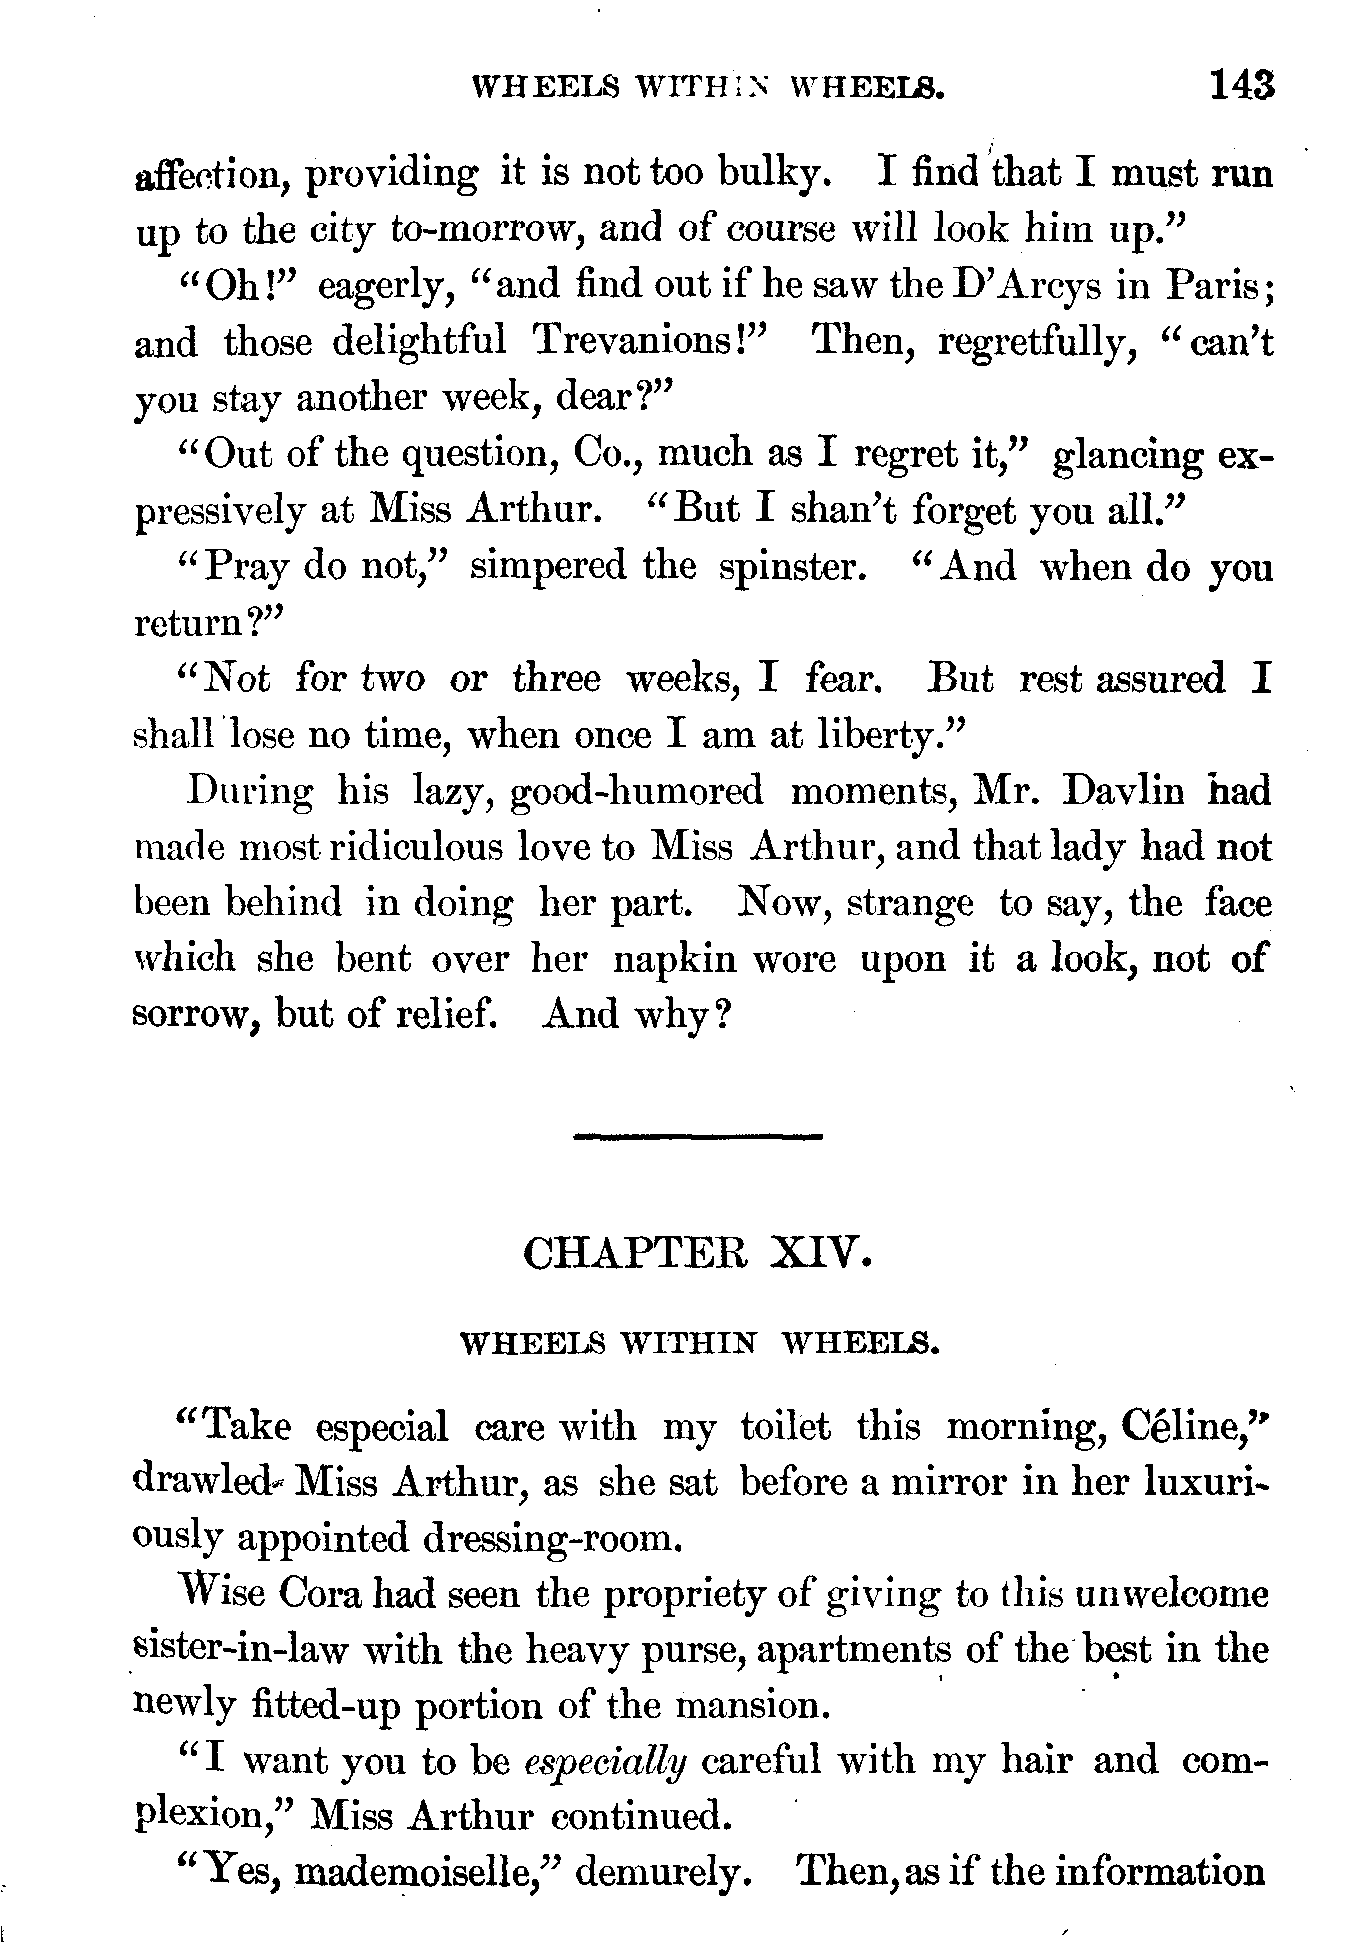 WHEELS WITHIN WHEELS. 143
affection, providing it is not too bulky. I find that I must run
up to the city to-morrow, and of course will look him up.”
“Oh!” eagerly, “and find out if he saw the D’Arcys in Paris;
and those delightful Trevanions!” Then, regretfully, “can’t
you stay another week, dear?”
“Out of the question, Co., much as I regret it,” glancing ex-
pressively at Miss Arthur. “But I shan’t forget you all.”
“Pray do not,” simpered the spinster. “And when do you
return?”
“Not for two or three weeks, I fear. But rest assured I
shall lose no time, when once I am at liberty.”
During his lazy, good-humored moments, Mr. Davlin had
made most ridiculous love to Miss Arthur, and that lady had not
been behind in doing her part. Now, strange to say, the face
which she bent over her napkin wore upon it a look, not of
sorrow, but of relief. And why?
CHAPTER XIV.
WHEELS WITHIN WHEELS.
“Take especial care with my toilet this morning, Céline,”
drawled Miss Arthur, as she sat before a mirror in her luxuri-
ously appointed dressing-room.
Wise Cora had seen the propriety of giving to this unwelcome
sister-in-law with the heavy purse, apartments of the best in the
newly fitted-up portion of the mansion.
“I want you to be especially careful with my hair and com-
plexion,” Miss Arthur continued.
“Yes, mademoiselle,” demurely. Then, as if the information